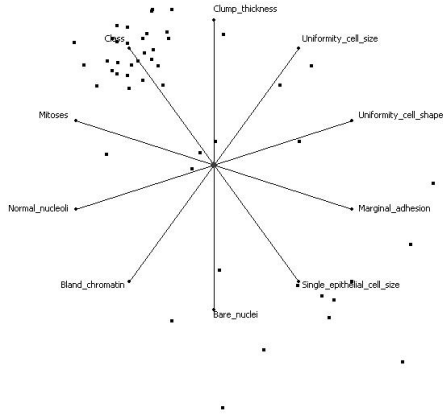 Clump_thickness
Class
Uniformity_cell_size
Mitoses
Uniformity_cell_shape
Normal_nucleoli
Marginal_adhesion
Bland_chromatin
Single_epithelial_cell_size
Bare_nuclei